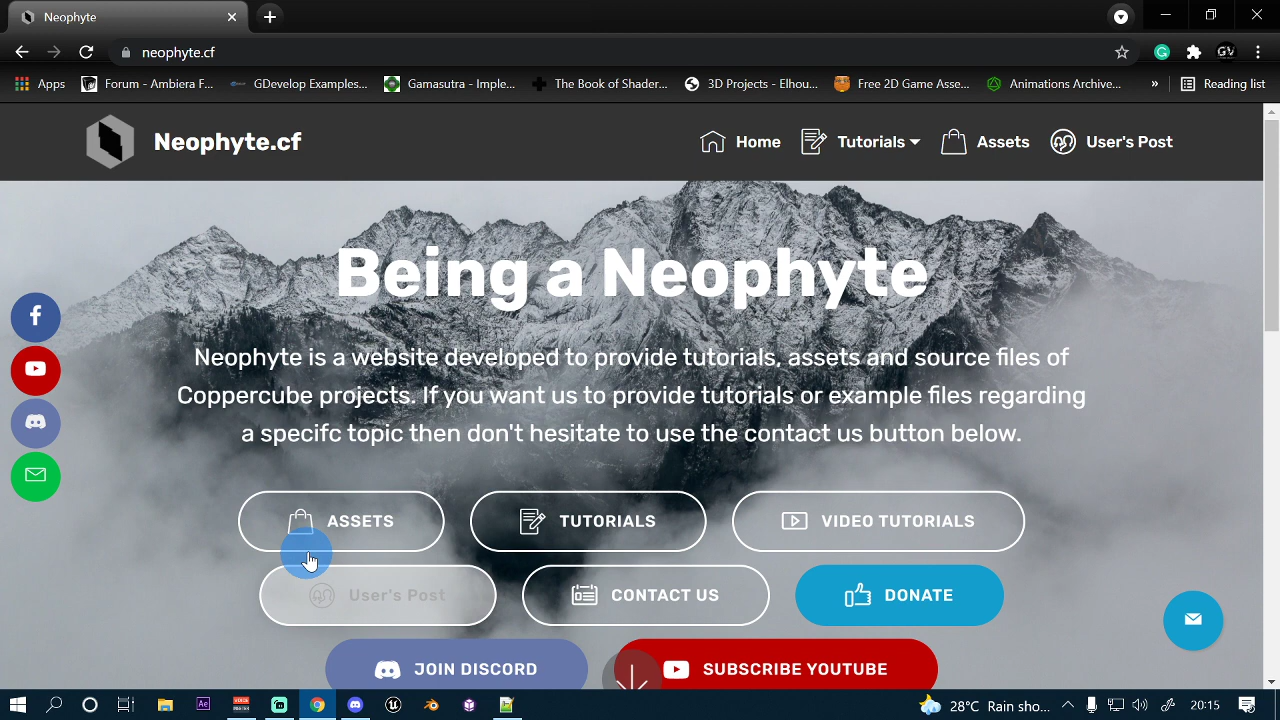 Neophyte
neophyte.cf
Apps
Forum - Ambiera F...
GDevelop Examples...
Gamasutra - Imple...
The Book of Shader...
3D Projects - Elhou...
Free 2D Game Asse...
Animations Archive...
»
Reading list
Neophyte.cf
Home
Tutorials
Assets
User's Post
Being a Neophyte
Neophyte is a website developed to provide tutorials, assets and source files of
Coppercube projects. If you want us to provide tutorials or example files regarding
a specifc topic then don't hesitate to use the contact us button below.
ASSETS
TUTORIALS
VIDEO TUTORIALS
User's Post
CONTACT US
DONATE
JOIN DISCORD
SUBSCRIBE YOUTUBE
28°C Rain sho...
20:15